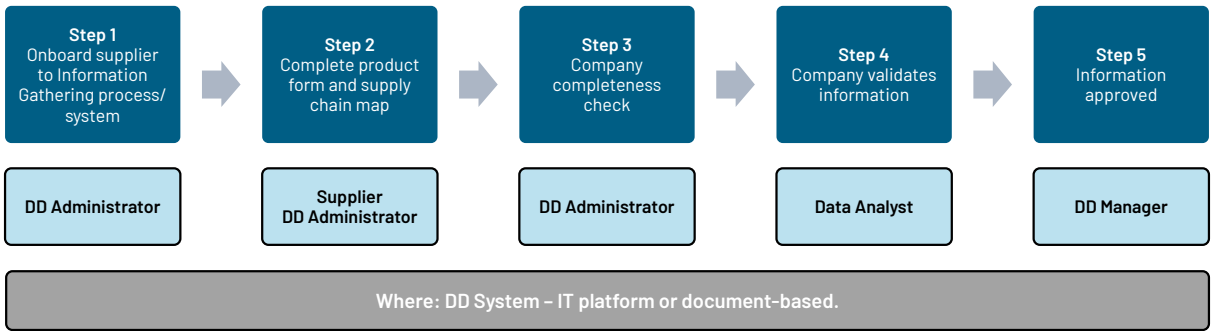 Step 1
Onboard supplier
to Information
Gathering process/
system
Step 2
Complete product
form and supply
chain map
Step 3
Company
completeness
check
Step 4
Company validates
information
Step 5
Information
approved
DD Administrator
Supplier
DD Administrator
DD Administrator
Data Analyst
DD Manager
Where: DD System – IT platform or document-based.